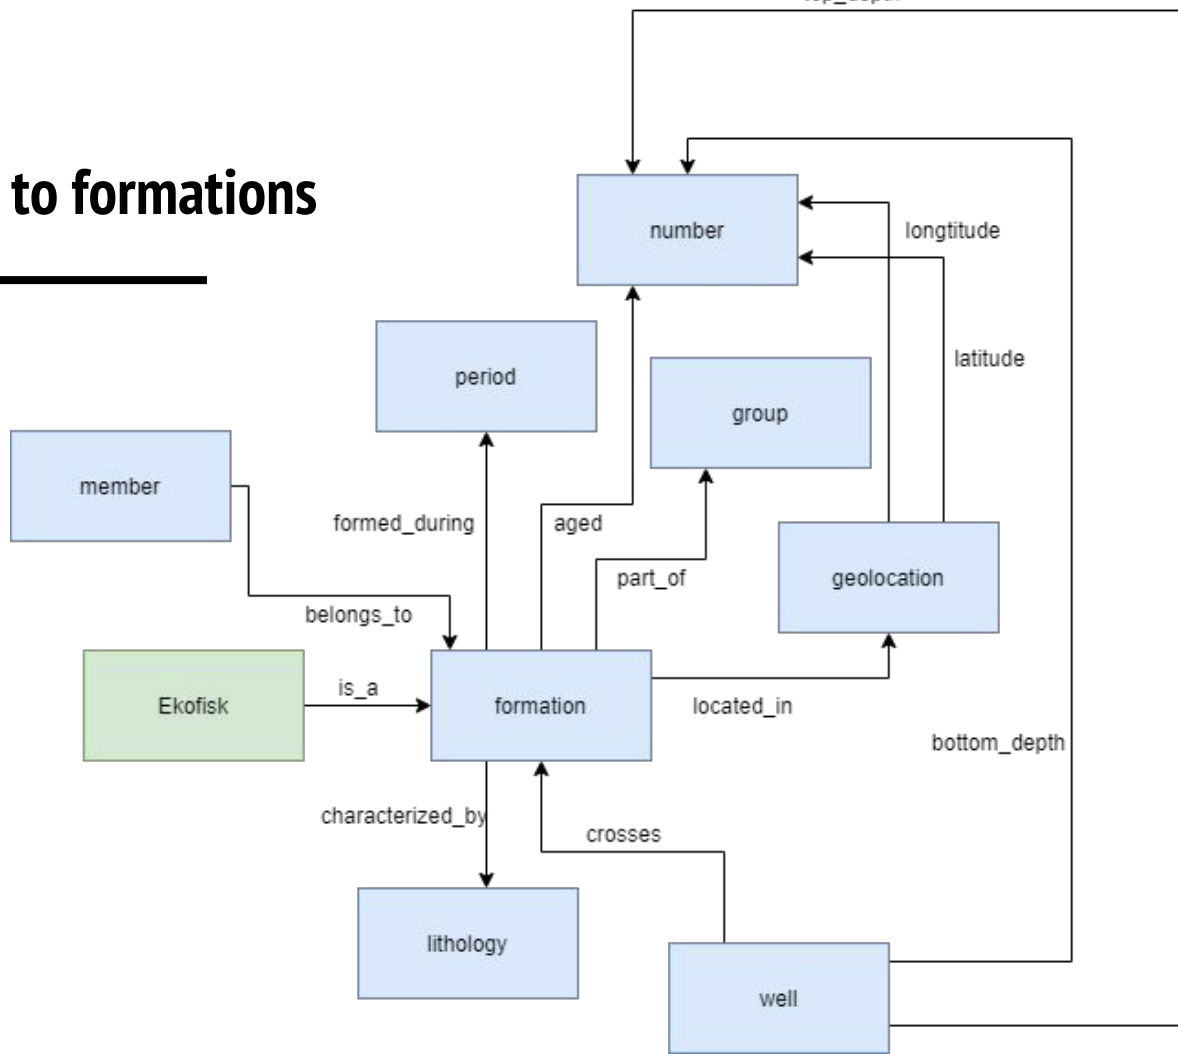 to formations
number
longtitude
period
latitude
group
member
formed_during
aged
part_of
geolocation
belongs_to
is_a
Ekofisk
formation
located_in
bottom_depth
characterized_by
crosses
lithology
well